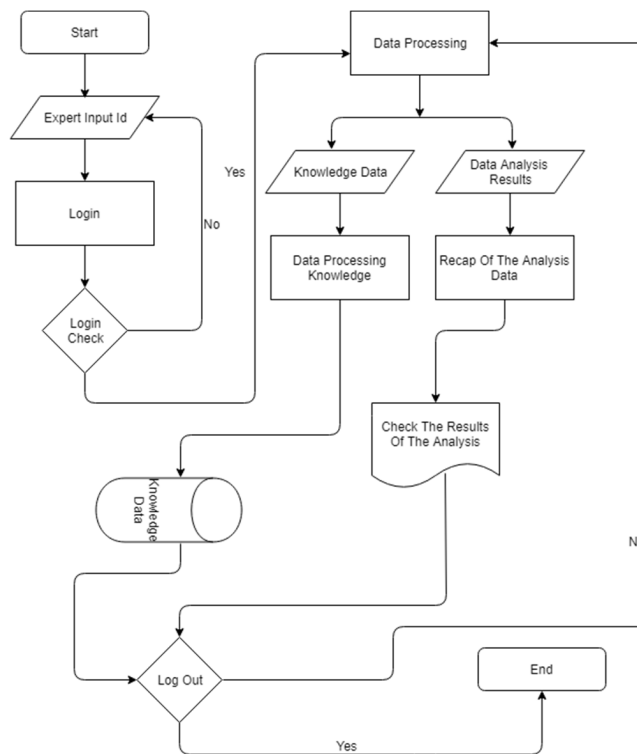 Start
Expert Input Id
Login
No
Login
Check
Yes
Data Processing
Knowledge Data
Data Analysis
Results
Data Processing
Knowledge
Recap Of The Analysis
Data
Check The Results
Of The Analysis
Knowledge
Data
N
Log Out
End
Yes